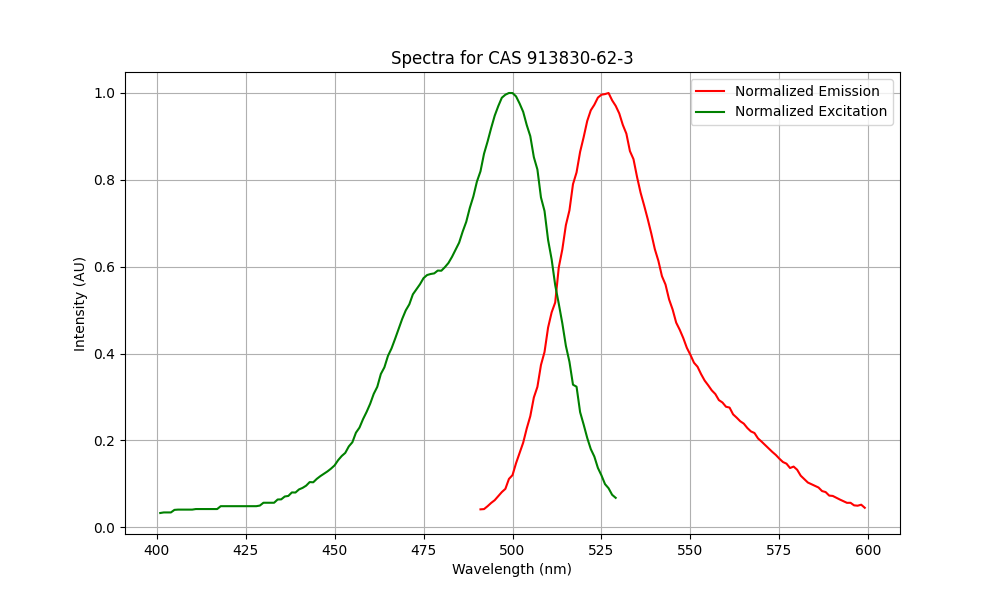 Spectra for CAS 913830-62-3
Normalized Emission
Normalized Excitation
1.0
0.8
0.6
0.4
0.2
0.0
Intensity (AU)
400 425 450 475 500 525 550 575 600
Wavelength (nm)